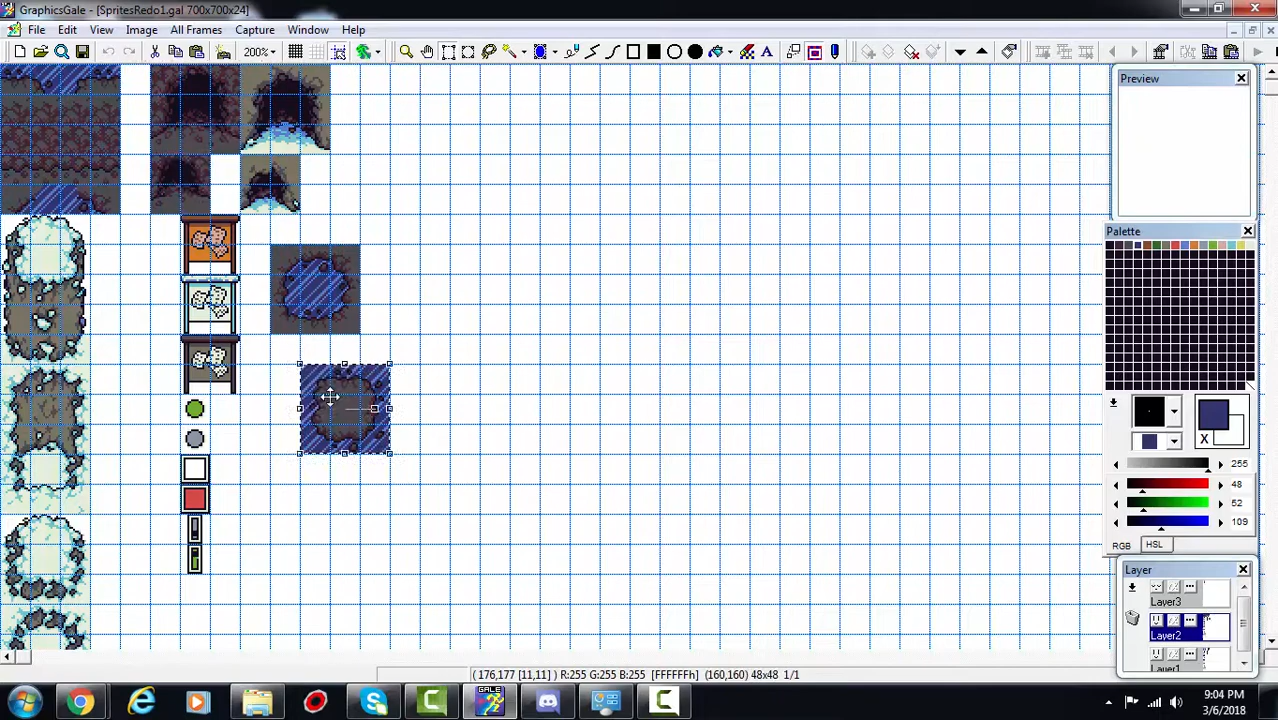 GraphicsGale - [SpritesRedo1.gal 700x700x24]
File Edit View Image All Frames Capture Window Help
200%
A
Preview
Palette
X
255
48
52
109
RGB HSL
Layer
Layer3
Layer2
Layer1
(176,177 [11,11] ) R:255 G:255 B:255 [FFFFFFh] (160,160) 48x48 1/1
GALE
9:04 PM
3/6/2018